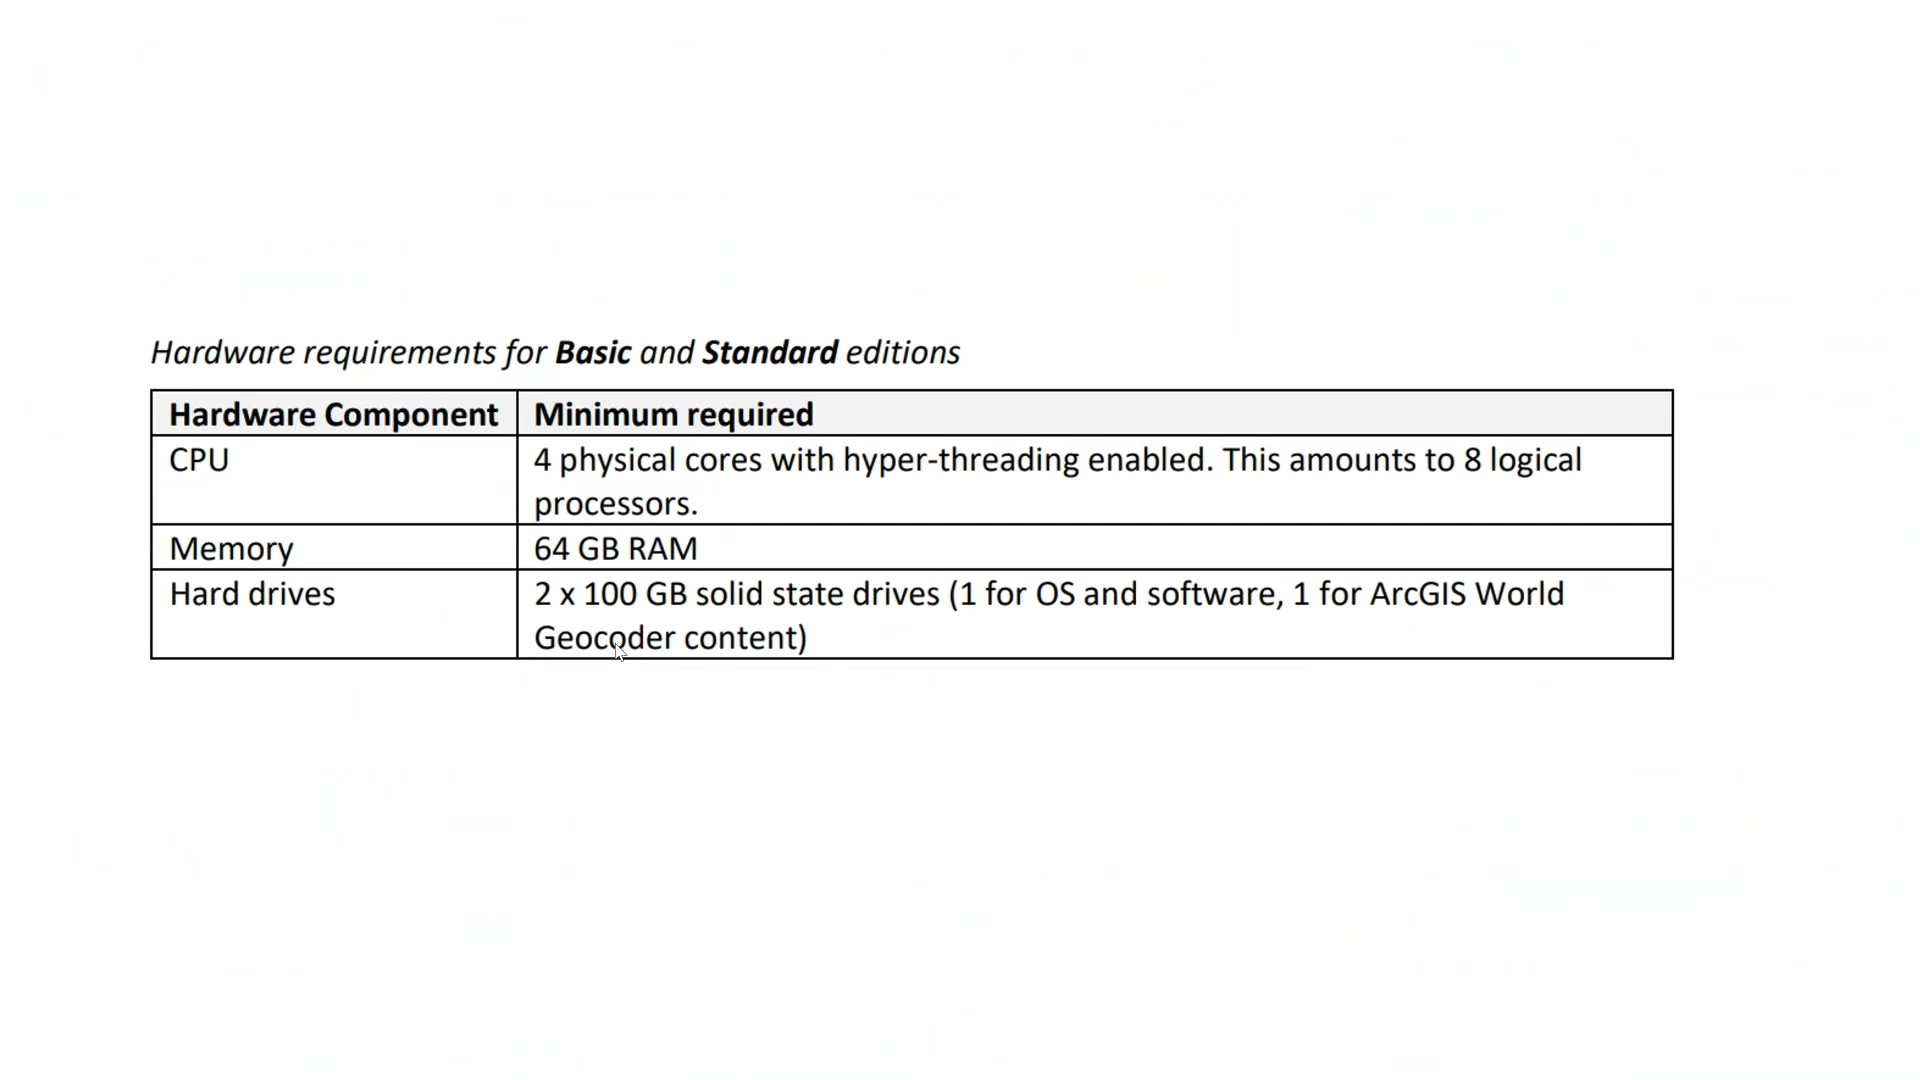 Hardware requirements for Basic and Standard editions
Hardware Component
Minimum required
CPU
4 physical cores with hyper-threading enabled. This amounts to 8 logical
processors.
Memory
64 GB RAM
Hard drives
2 x 100 GB solid state drives (1 for OS and software, 1 for ArcGIS World
Geocoder content)